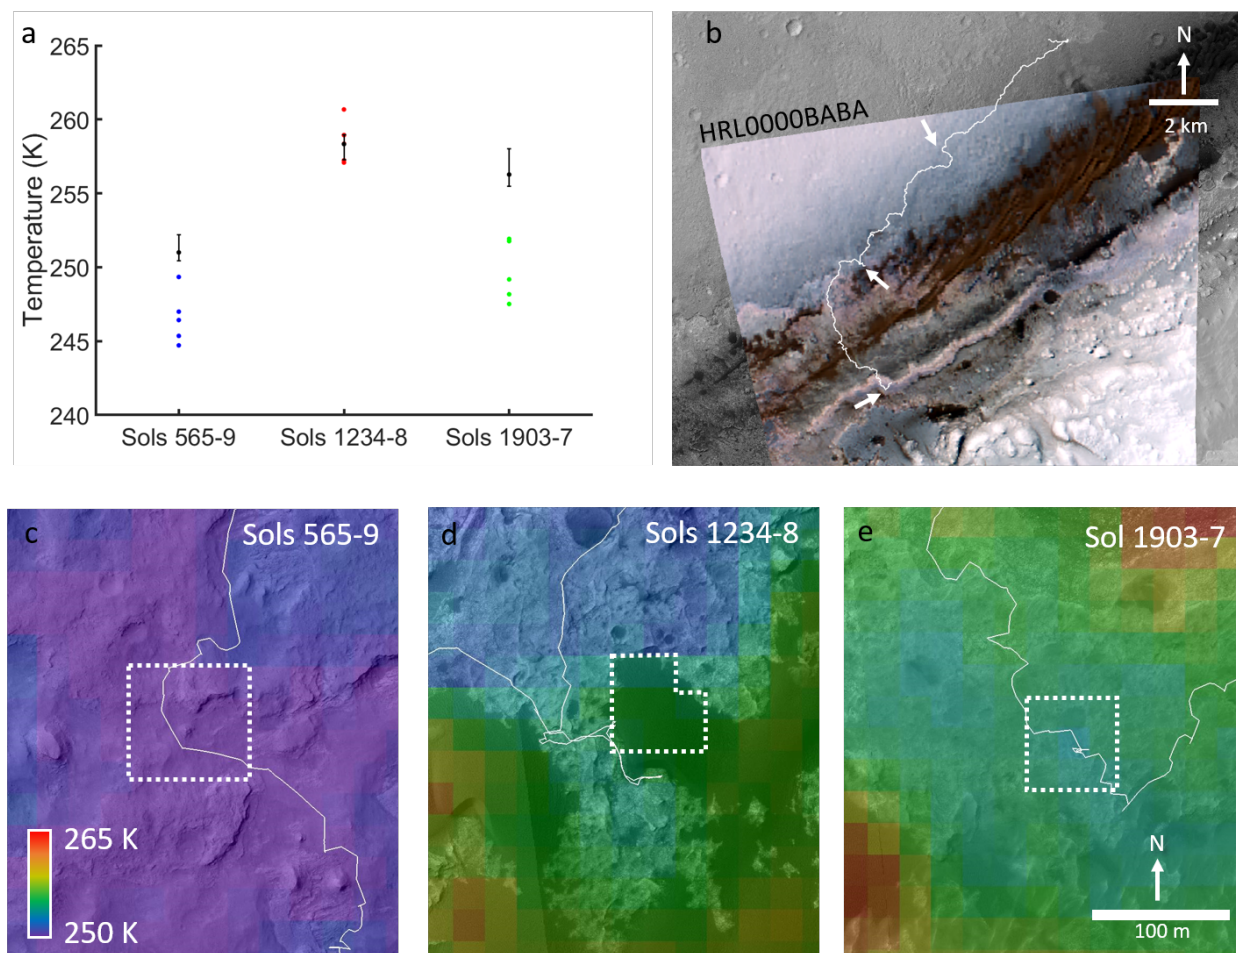 a
265
260
255
250
245
240
Temperature (K)
Sols 565-9
Sols 1234-8
Sols 1903-7
b
N
2 km
HRL0000BABA
c
Sols 565-9
265 K
250 K
d
Sols 1234-8
e
Sol 1903-7
N
100 m